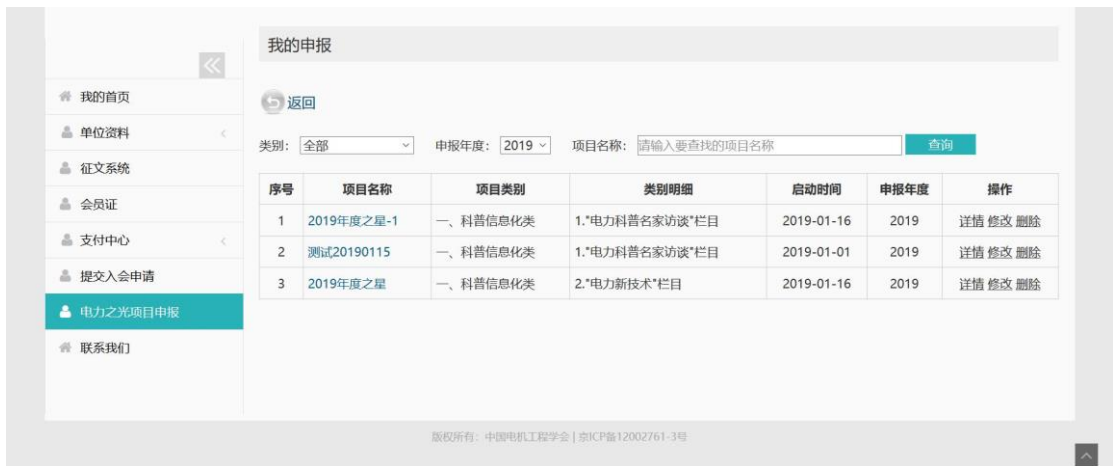 我的申报
我的首页
单位资料
征文系统
会员证
支付中心
提交入会申请
电力之光项目申报
联系我们
返回
类别： 全部 申报年度： 2019 项目名称： 请输入要查找的项目名称 查询
序号 项目名称 项目类别 类别明细 启动时间 申报年度 操作
1 2019年度之星-1 一、科普信息化类 1."电力科普名家访谈"栏目 2019-01-16 2019 详情 修改 删除
2 测试20190115 一、科普信息化类 1."电力科普名家访谈"栏目 2019-01-01 2019 详情 修改 删除
3 2019年度之星 一、科普信息化类 2."电力新技术"栏目 2019-01-16 2019 详情 修改 删除
版权所有：中国电机工程学会 | 京ICP备12002761-3号